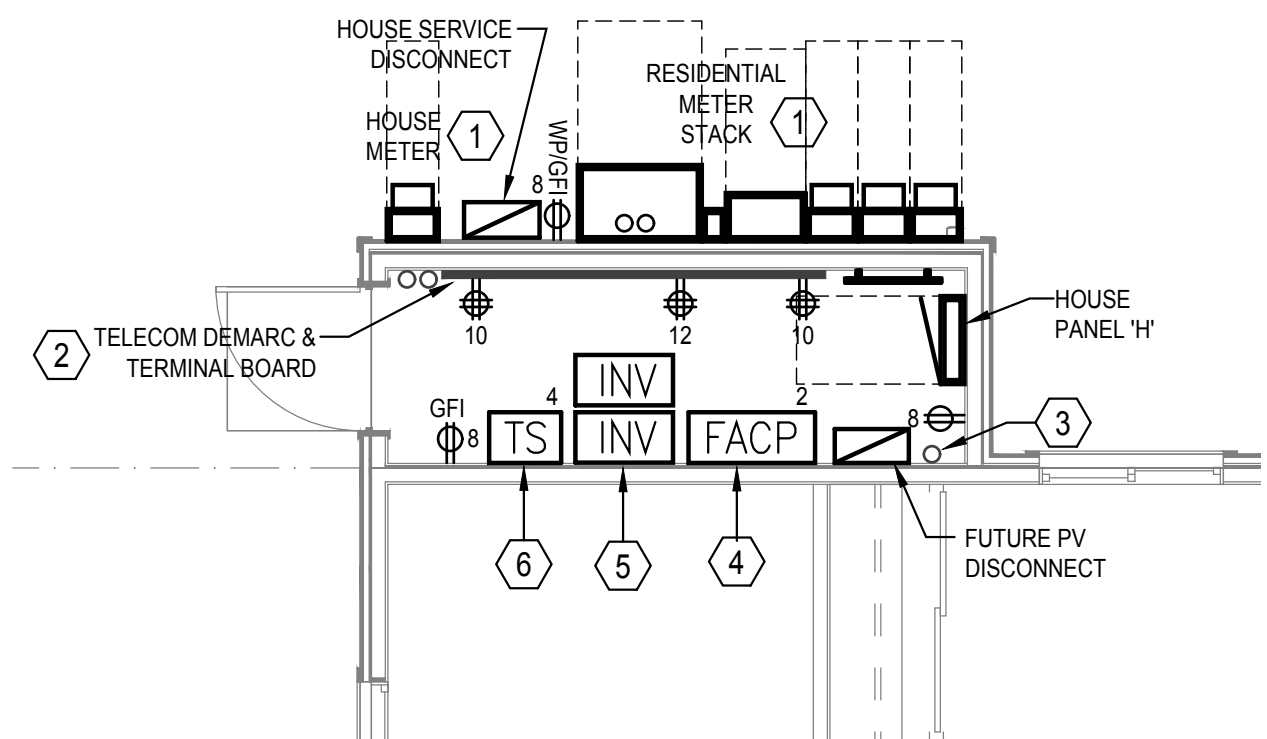 HOUSE SERVICE
DISCONNECT
RESIDENTIAL
METER
STACK
1
HOUSE
METER
1
8
WP/GFI
10
12
10
HOUSE
PANEL 'H'
2
TELECOM DEMARC &
TERMINAL BOARD
INV
GFI
8
4
TS
INV
2
FACP
8
3
6
5
4
FUTURE PV
DISCONNECT